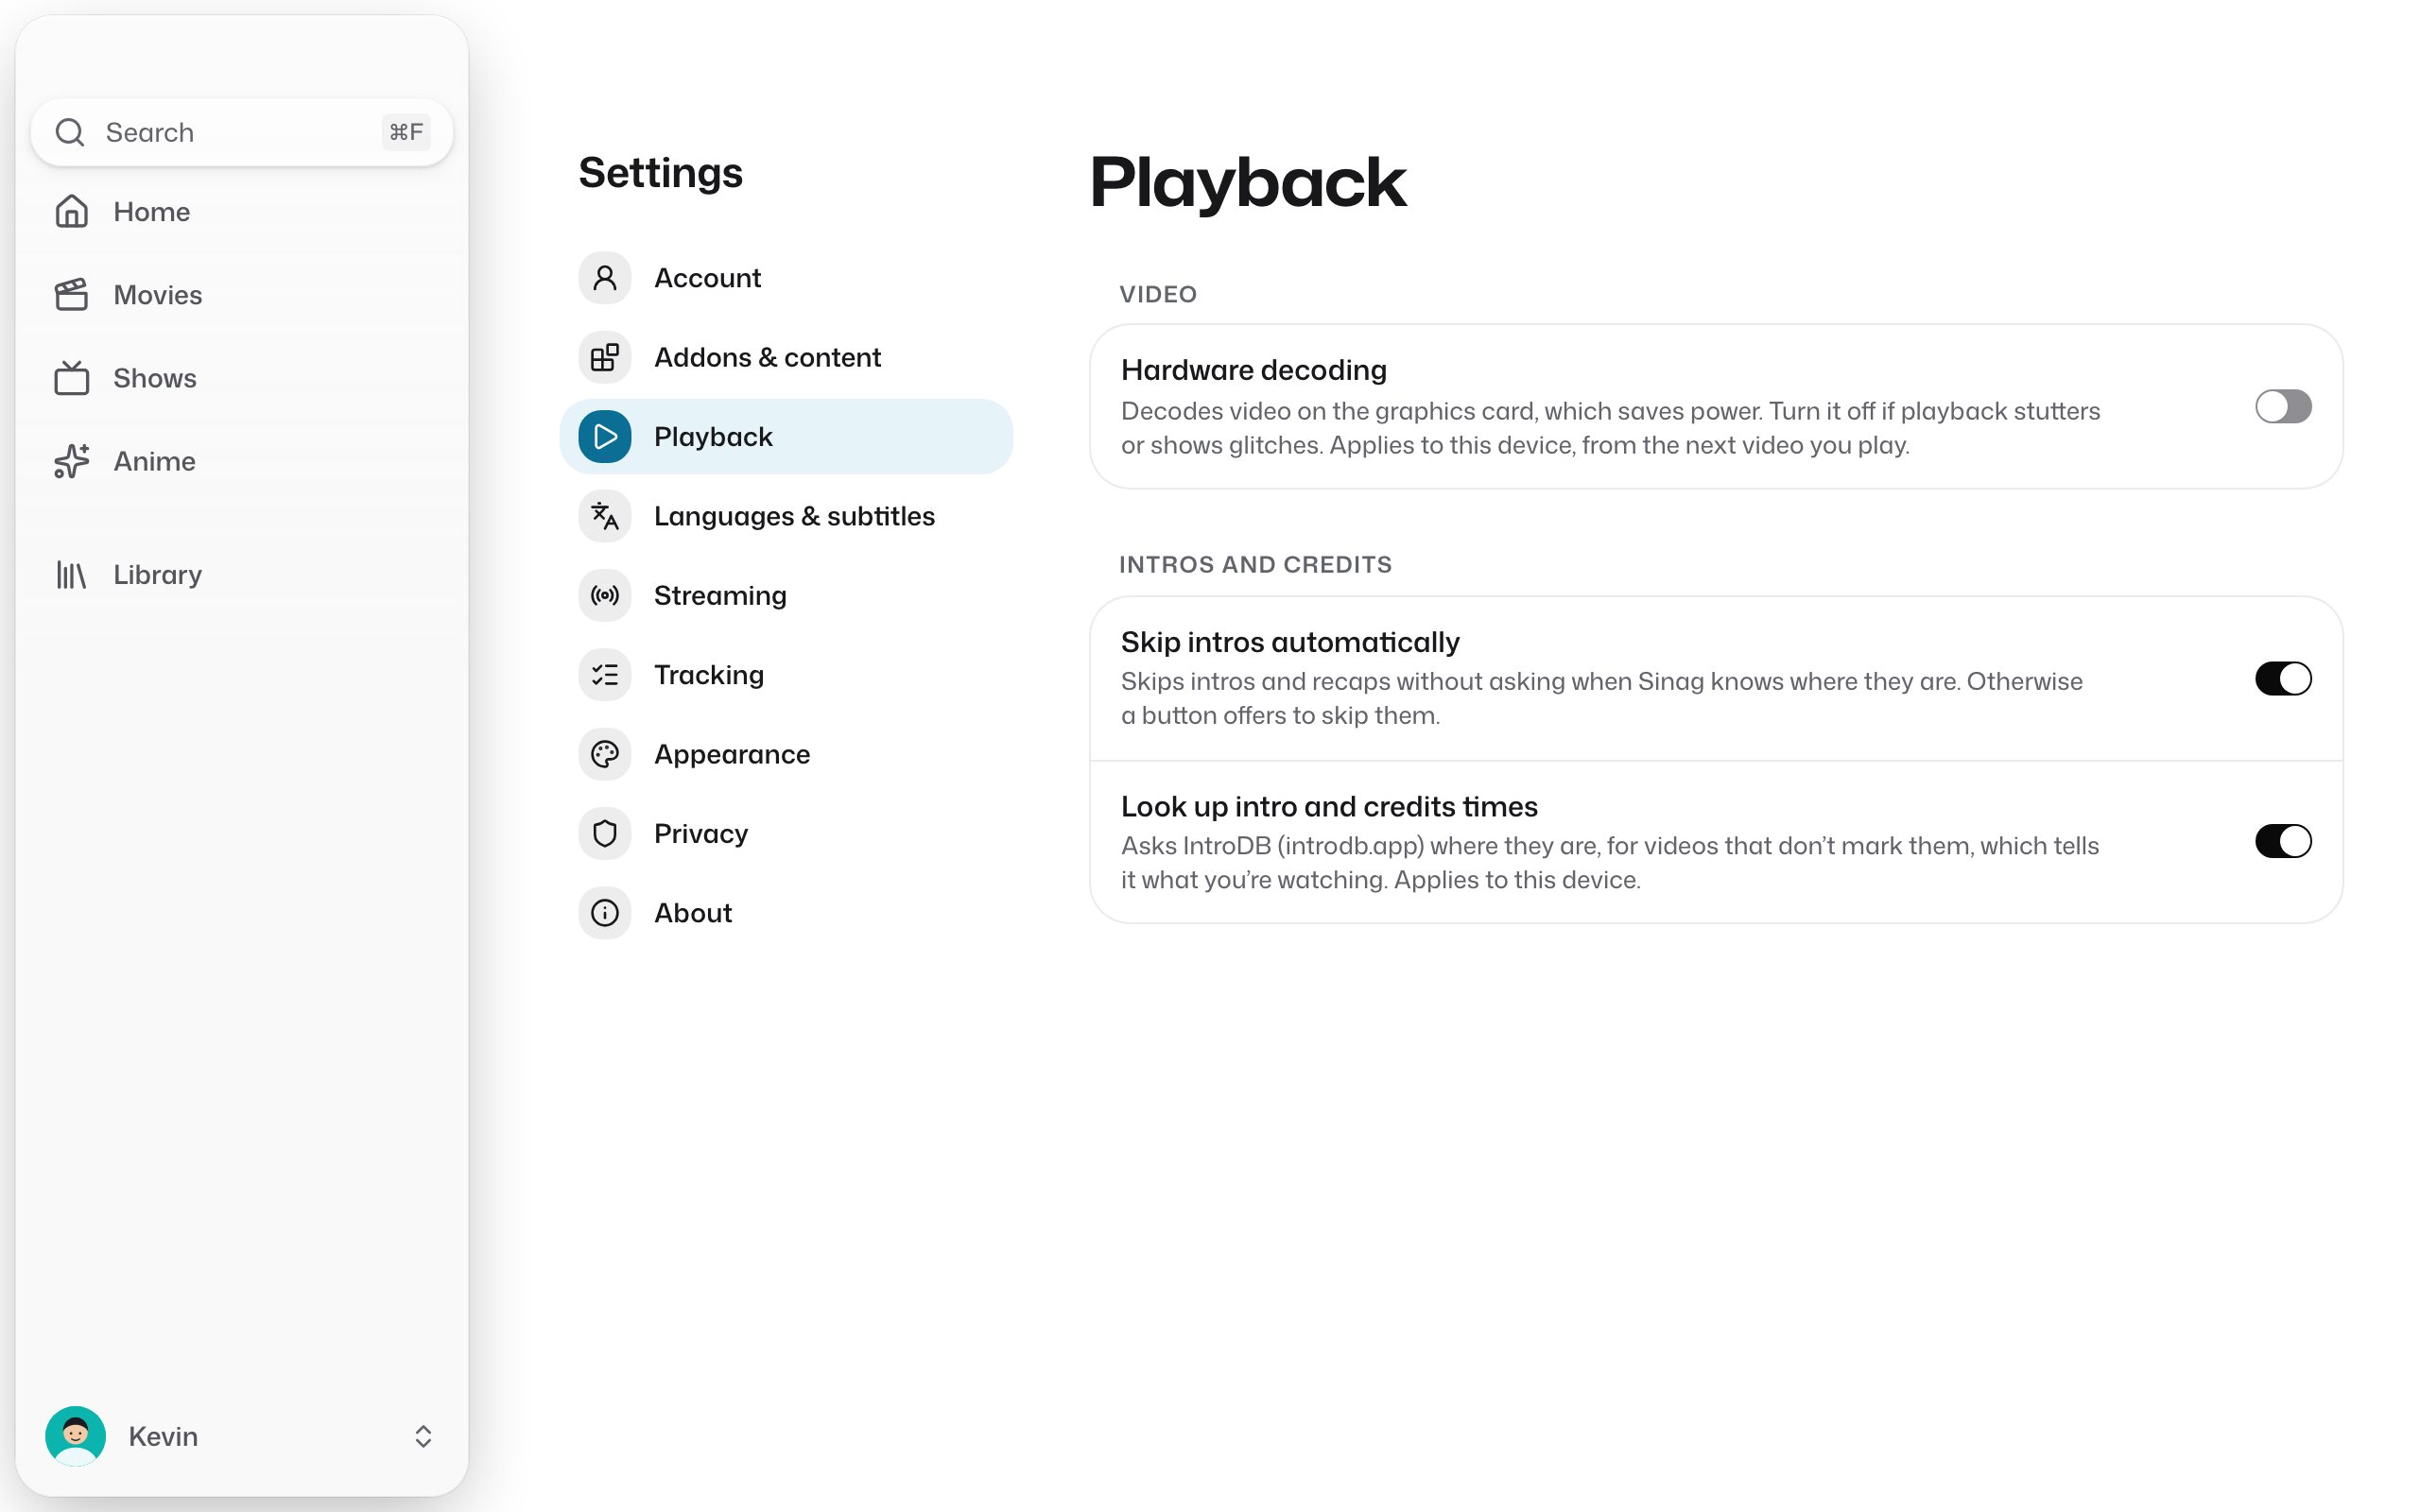 Search ⌘F
Home
Movies
Shows
Anime
Library
Kevin
Settings
Account
Addons & content
Playback
Languages & subtitles
Streaming
Tracking
Appearance
Privacy
About
Playback
VIDEO
Hardware decoding
Decodes video on the graphics card, which saves power. Turn it off if playback stutters
or shows glitches. Applies to this device, from the next video you play.
INTROS AND CREDITS
Skip intros automatically
Skips intros and recaps without asking when Sinag knows where they are. Otherwise
a button offers to skip them.
Look up intro and credits times
Asks IntroDB (introdb.app) where they are, for videos that don’t mark them, which tells
it what you’re watching. Applies to this device.